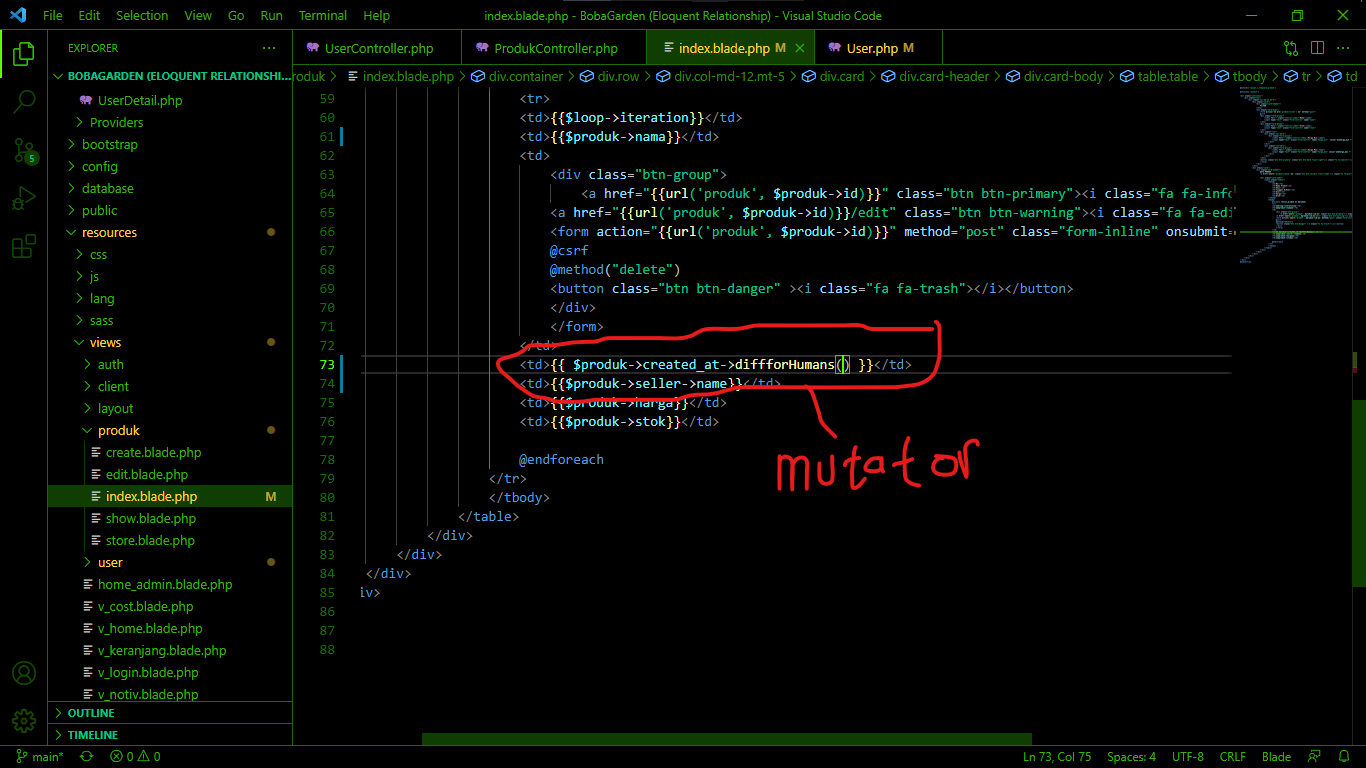 File Edit Selection View Go Run Terminal Help index.blade.php - BobaGarden (Eloquent Relationship) - Visual Studio Code
EXPLORER ...
UserController.php ProdukController.php index.blade.php M User.php M
BOBAGARDEN (ELOQUENT RELATIONSHI...
UserDetail.php
Providers
bootstrap
config
database
public
resources
css
js
lang
sass
views
auth
client
layout
produk
create.blade.php
edit.blade.php
index.blade.php M
show.blade.php
store.blade.php
user
home_admin.blade.php
v_cost.blade.php
v_home.blade.php
v_keranjang.blade.php
v_login.blade.php
v_notiv.blade.php
OUTLINE
TIMELINE
5
roduk > index.blade.php > div.container > div.row > div.col-md-12.mt-5 > div.card > div.card-header > div.card-body > table.table > tbody > tr > td
59 <tr>
60 <td>{{$loop->iteration}}</td>
61 <td>{{$produk->nama}}</td>
62 <td>
63 <div class="btn-group">
64 <a href="{{url('produk', $produk->id)}}" class="btn btn-primary"><i class="fa fa-info
65 <a href="{{url('produk', $produk->id)}}/edit" class="btn btn-warning"><i class="fa fa-edi
66 <form action="{{url('produk', $produk->id)}}" method="post" class="form-inline" onsubmit=
67 @csrf
68 @method("delete")
69 <button class="btn btn-danger" ><i class="fa fa-trash"></i></button>
70 </div>
71 </form>
72 </td>
73 <td>{{ $produk->created_at->diffforHumans() }}</td>
74 <td>{{$produk->seller->name}}</td>
75 <td>{{$produk->harga}}</td>
76 <td>{{$produk->stok}}</td>
77
78 @endforeach
79 </tr>
80 </tbody>
81 </table>
82 </div>
83 </div>
84 </div>
85 iv>
86
87
88
mutator
main* 0 0 Ln 73, Col 75 Spaces: 4 UTF-8 CRLF Blade